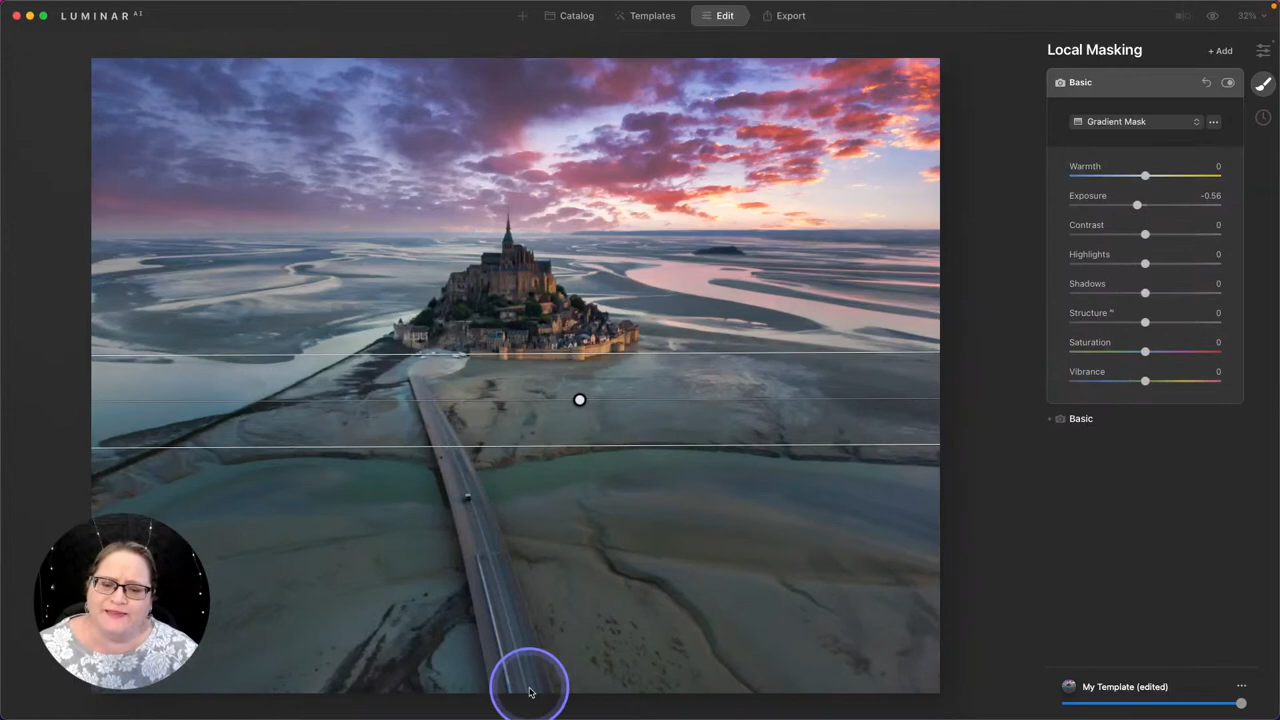 LUMINAR AI
Catalog
Templates
Edit
Export
32%
Local Masking
+ Add
Basic
Gradient Mask
Warmth 0
Exposure -0.56
Contrast 0
Highlights 0
Shadows 0
Structure AI 0
Saturation 0
Vibrance 0
Basic
My Template (edited)